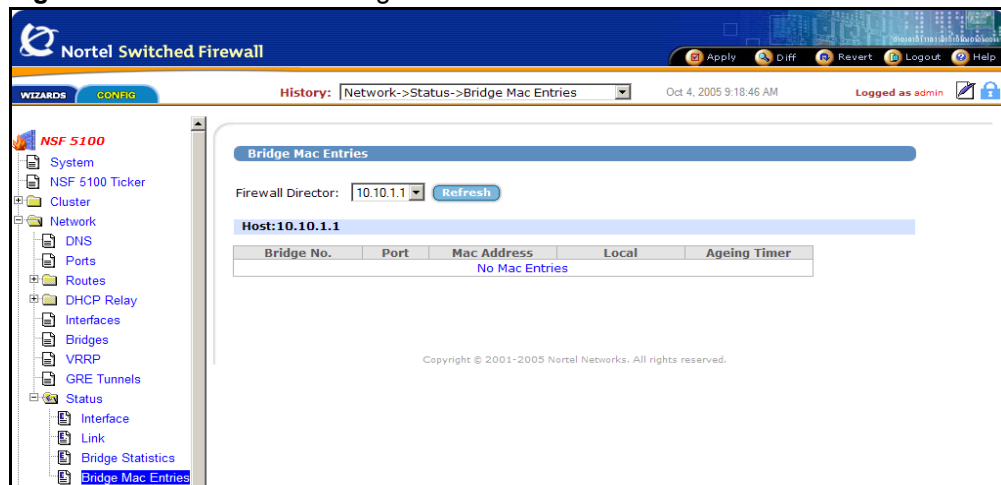 Nortel Switched Firewall
Apply Diff Revert Logout Help
WIZARDS CONFIG History: Network->Status->Bridge Mac Entries Oct 4, 2005 9:18:46 AM Logged as admin
NSF 5100
System
NSF 5100 Ticker
Cluster
Network
DNS
Ports
Routes
DHCP Relay
Interfaces
Bridges
VRRP
GRE Tunnels
Status
Interface
Link
Bridge Statistics
Bridge Mac Entries
Bridge Mac Entries
Firewall Director: 10.10.1.1 Refresh
Host:10.10.1.1
Bridge No. Port Mac Address Local Ageing Timer
No Mac Entries
Copyright © 2001-2005 Nortel Networks. All rights reserved.